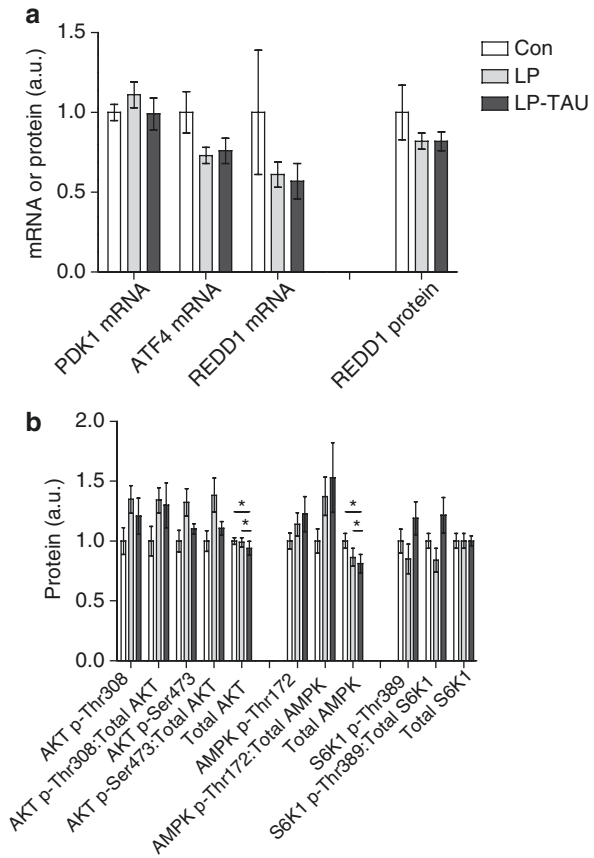 a
mRNA or protein (a.u.)
1.5
1.0
0.5
0.0
PDK1 mRNA
ATF4 mRNA
REDD1 mRNA
REDD1 protein
Con
LP
LP-TAU
b
Protein (a.u.)
2.0
1.5
1.0
0.5
0.0
*
*
*
*
AKT p-Thr308
AKT p-Thr308:Total AKT
AKT p-Ser473
AKT p-Ser473:Total AKT
Total AKT
AMPK p-Thr172
AMPK p-Thr172:Total AMPK
Total AMPK
S6K1 p-Thr389
S6K1 p-Thr389:Total S6K1
Total S6K1